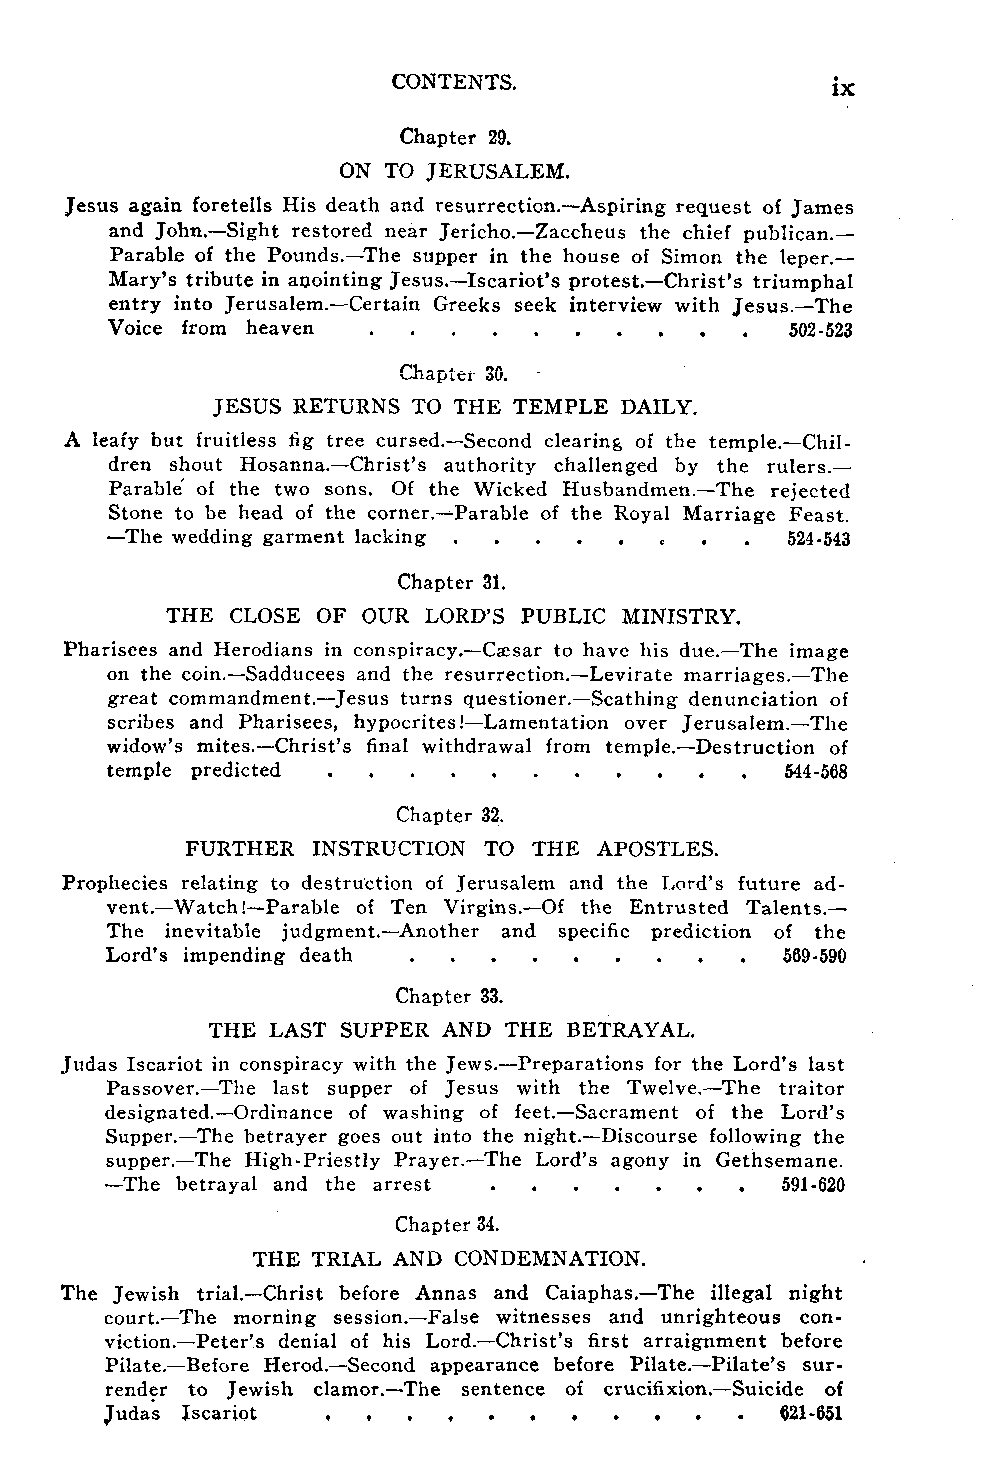 CONTENTS. ix
Chapter 29.
ON TO JERUSALEM.
Jesus again foretells His death and resurrection.—Aspiring request of James
and John.—Sight restored near Jericho.—Zaccheus the chief publican.—
Parable of the Pounds.—The supper in the house of Simon the leper.—
Mary's tribute in anointing Jesus.—Iscariot's protest.—Christ's triumphal
entry into Jerusalem.—Certain Greeks seek interview with Jesus.—The
Voice from heaven . . . . . . . . . . 502-523
Chapter 30.
JESUS RETURNS TO THE TEMPLE DAILY.
A leafy but fruitless fig tree cursed.—Second clearing of the temple.—Chil-
dren shout Hosanna.—Christ's authority challenged by the rulers.—
Parable of the two sons. Of the Wicked Husbandmen.—The rejected
Stone to be head of the corner.—Parable of the Royal Marriage Feast.
—The wedding garment lacking . . . . . . . . 524-543
Chapter 31.
THE CLOSE OF OUR LORD'S PUBLIC MINISTRY.
Pharisees and Herodians in conspiracy.—Cæsar to have his due.—The image
on the coin.—Sadducees and the resurrection.—Levirate marriages.—The
great commandment.—Jesus turns questioner.—Scathing denunciation of
scribes and Pharisees, hypocrites!—Lamentation over Jerusalem.—The
widow's mites.—Christ's final withdrawal from temple.—Destruction of
temple predicted . . . . . . . . . . . 544-568
Chapter 32.
FURTHER INSTRUCTION TO THE APOSTLES.
Prophecies relating to destruction of Jerusalem and the Lord's future ad-
vent.—Watch!—Parable of Ten Virgins.—Of the Entrusted Talents.—
The inevitable judgment.—Another and specific prediction of the
Lord's impending death . . . . . . . . . 569-590
Chapter 33.
THE LAST SUPPER AND THE BETRAYAL.
Judas Iscariot in conspiracy with the Jews.—Preparations for the Lord's last
Passover.—The last supper of Jesus with the Twelve.—The traitor
designated.—Ordinance of washing of feet.—Sacrament of the Lord's
Supper.—The betrayer goes out into the night.—Discourse following the
supper.—The High-Priestly Prayer.—The Lord's agony in Gethsemane.
—The betrayal and the arrest . . . . . . . 591-620
Chapter 34.
THE TRIAL AND CONDEMNATION.
The Jewish trial.—Christ before Annas and Caiaphas.—The illegal night
court.—The morning session.—False witnesses and unrighteous con-
viction.—Peter's denial of his Lord.—Christ's first arraignment before
Pilate.—Before Herod.—Second appearance before Pilate.—Pilate's sur-
render to Jewish clamor.—The sentence of crucifixion.—Suicide of
Judas Iscariot . . . . . . . . . . . 621-651